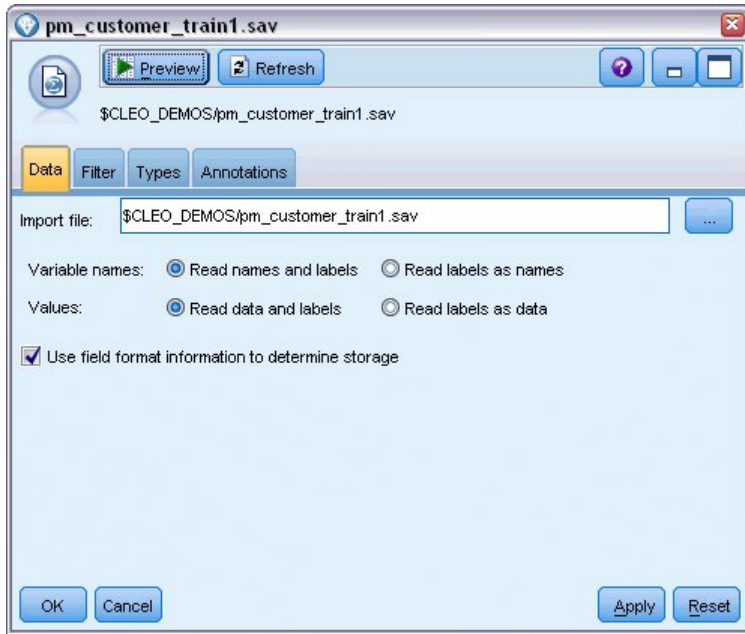 pm_customer_train1.sav
Preview Refresh
$CLEO_DEMOS/pm_customer_train1.sav
Data Filter Types Annotations
Import file: $CLEO_DEMOS/pm_customer_train1.sav ...
Variable names: Read names and labels Read labels as names
Values: Read data and labels Read labels as data
Use field format information to determine storage
OK Cancel Apply Reset